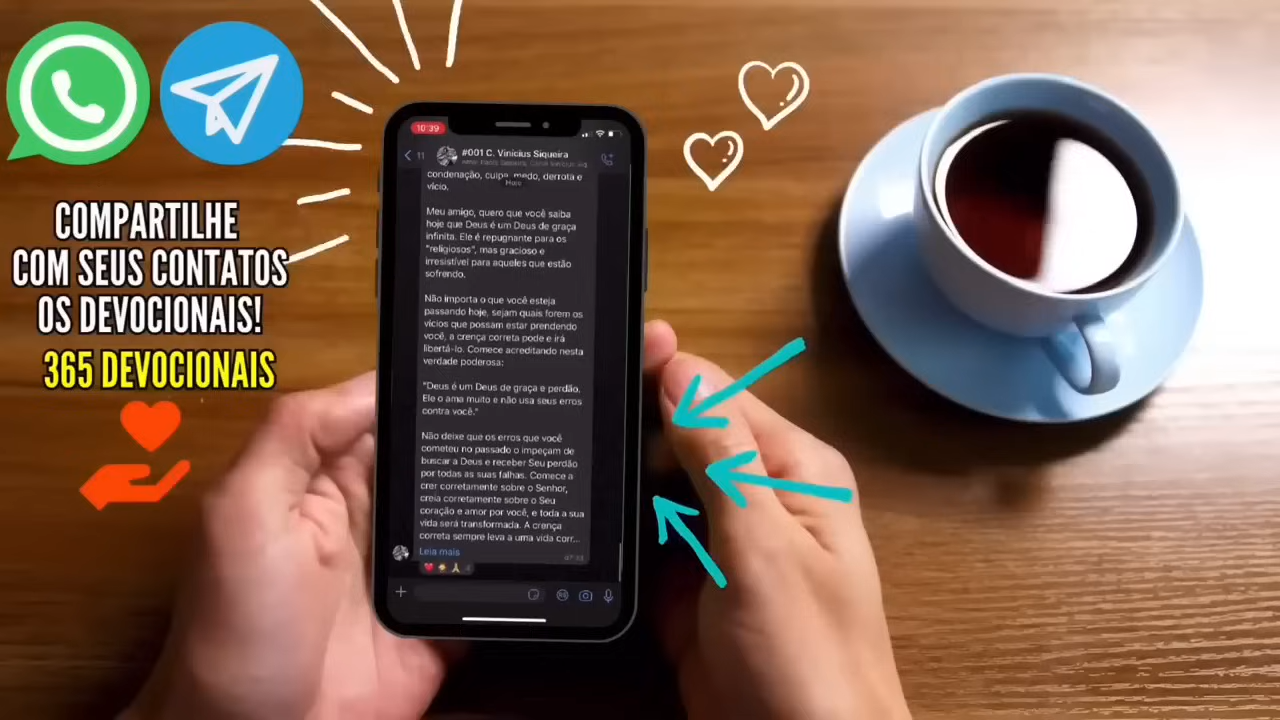 COMPARTILHE
COM SEUS CONTATOS
OS DEVOCIONAIS!
365 DEVOCIONAIS
10:39
11
#001 C. Vinicius Siqueira
condenação, culpa, medo, derrota e
Mais
vício.
Meu amigo, quero que você saiba
hoje que Deus é um Deus de graça
infinita. Ele é repugnante para os
"religiosos", mas gracioso e
irresistível para aqueles que estão
sofrendo.
Não importa o que você esteja
passando hoje, sejam quais forem os
vícios que possam estar prendendo
você, a crença correta pode e irá
libertá-lo. Comece acreditando nesta
verdade poderosa:
"Deus é um Deus de graça e perdão.
Ele o ama muito e não usa seus erros
contra você."
Não deixe que os erros que você
cometeu no passado o impeçam de
buscar a Deus e receber Seu perdão
por todas as suas falhas. Comece a
crer corretamente sobre o Senhor,
creia corretamente sobre o Seu
coração e amor por você, e toda a sua
vida será transformada. A crença
correta sempre leva a uma vida corr...
Leia mais